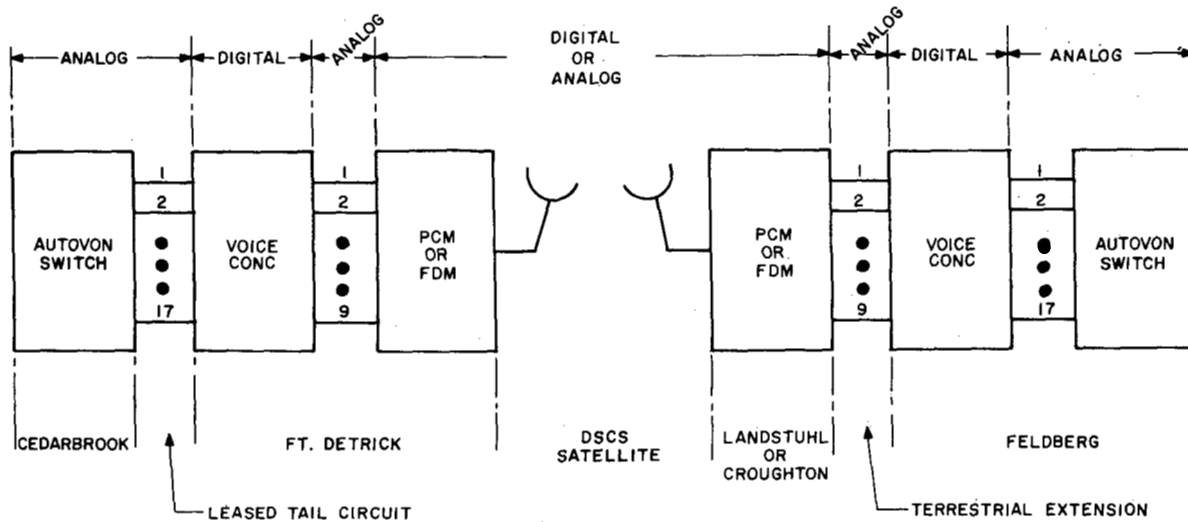 ANALOG
DIGITAL
ANALOG
DIGITAL
OR
ANALOG
ANALOG
DIGITAL
ANALOG
AUTOVON
SWITCH
1
2
17
VOICE
CONC
1
2
9
PCM
OR
FDM
PCM
OR
FDM
1
2
9
VOICE
CONC
1
2
17
AUTOVON
SWITCH
CEDARBROOK
FT. DETRICK
DSCS
SATELLITE
LANDSTUHL
OR
CROUGHTON
FELDBERG
LEASED TAIL CIRCUIT
TERRESTRIAL EXTENSION